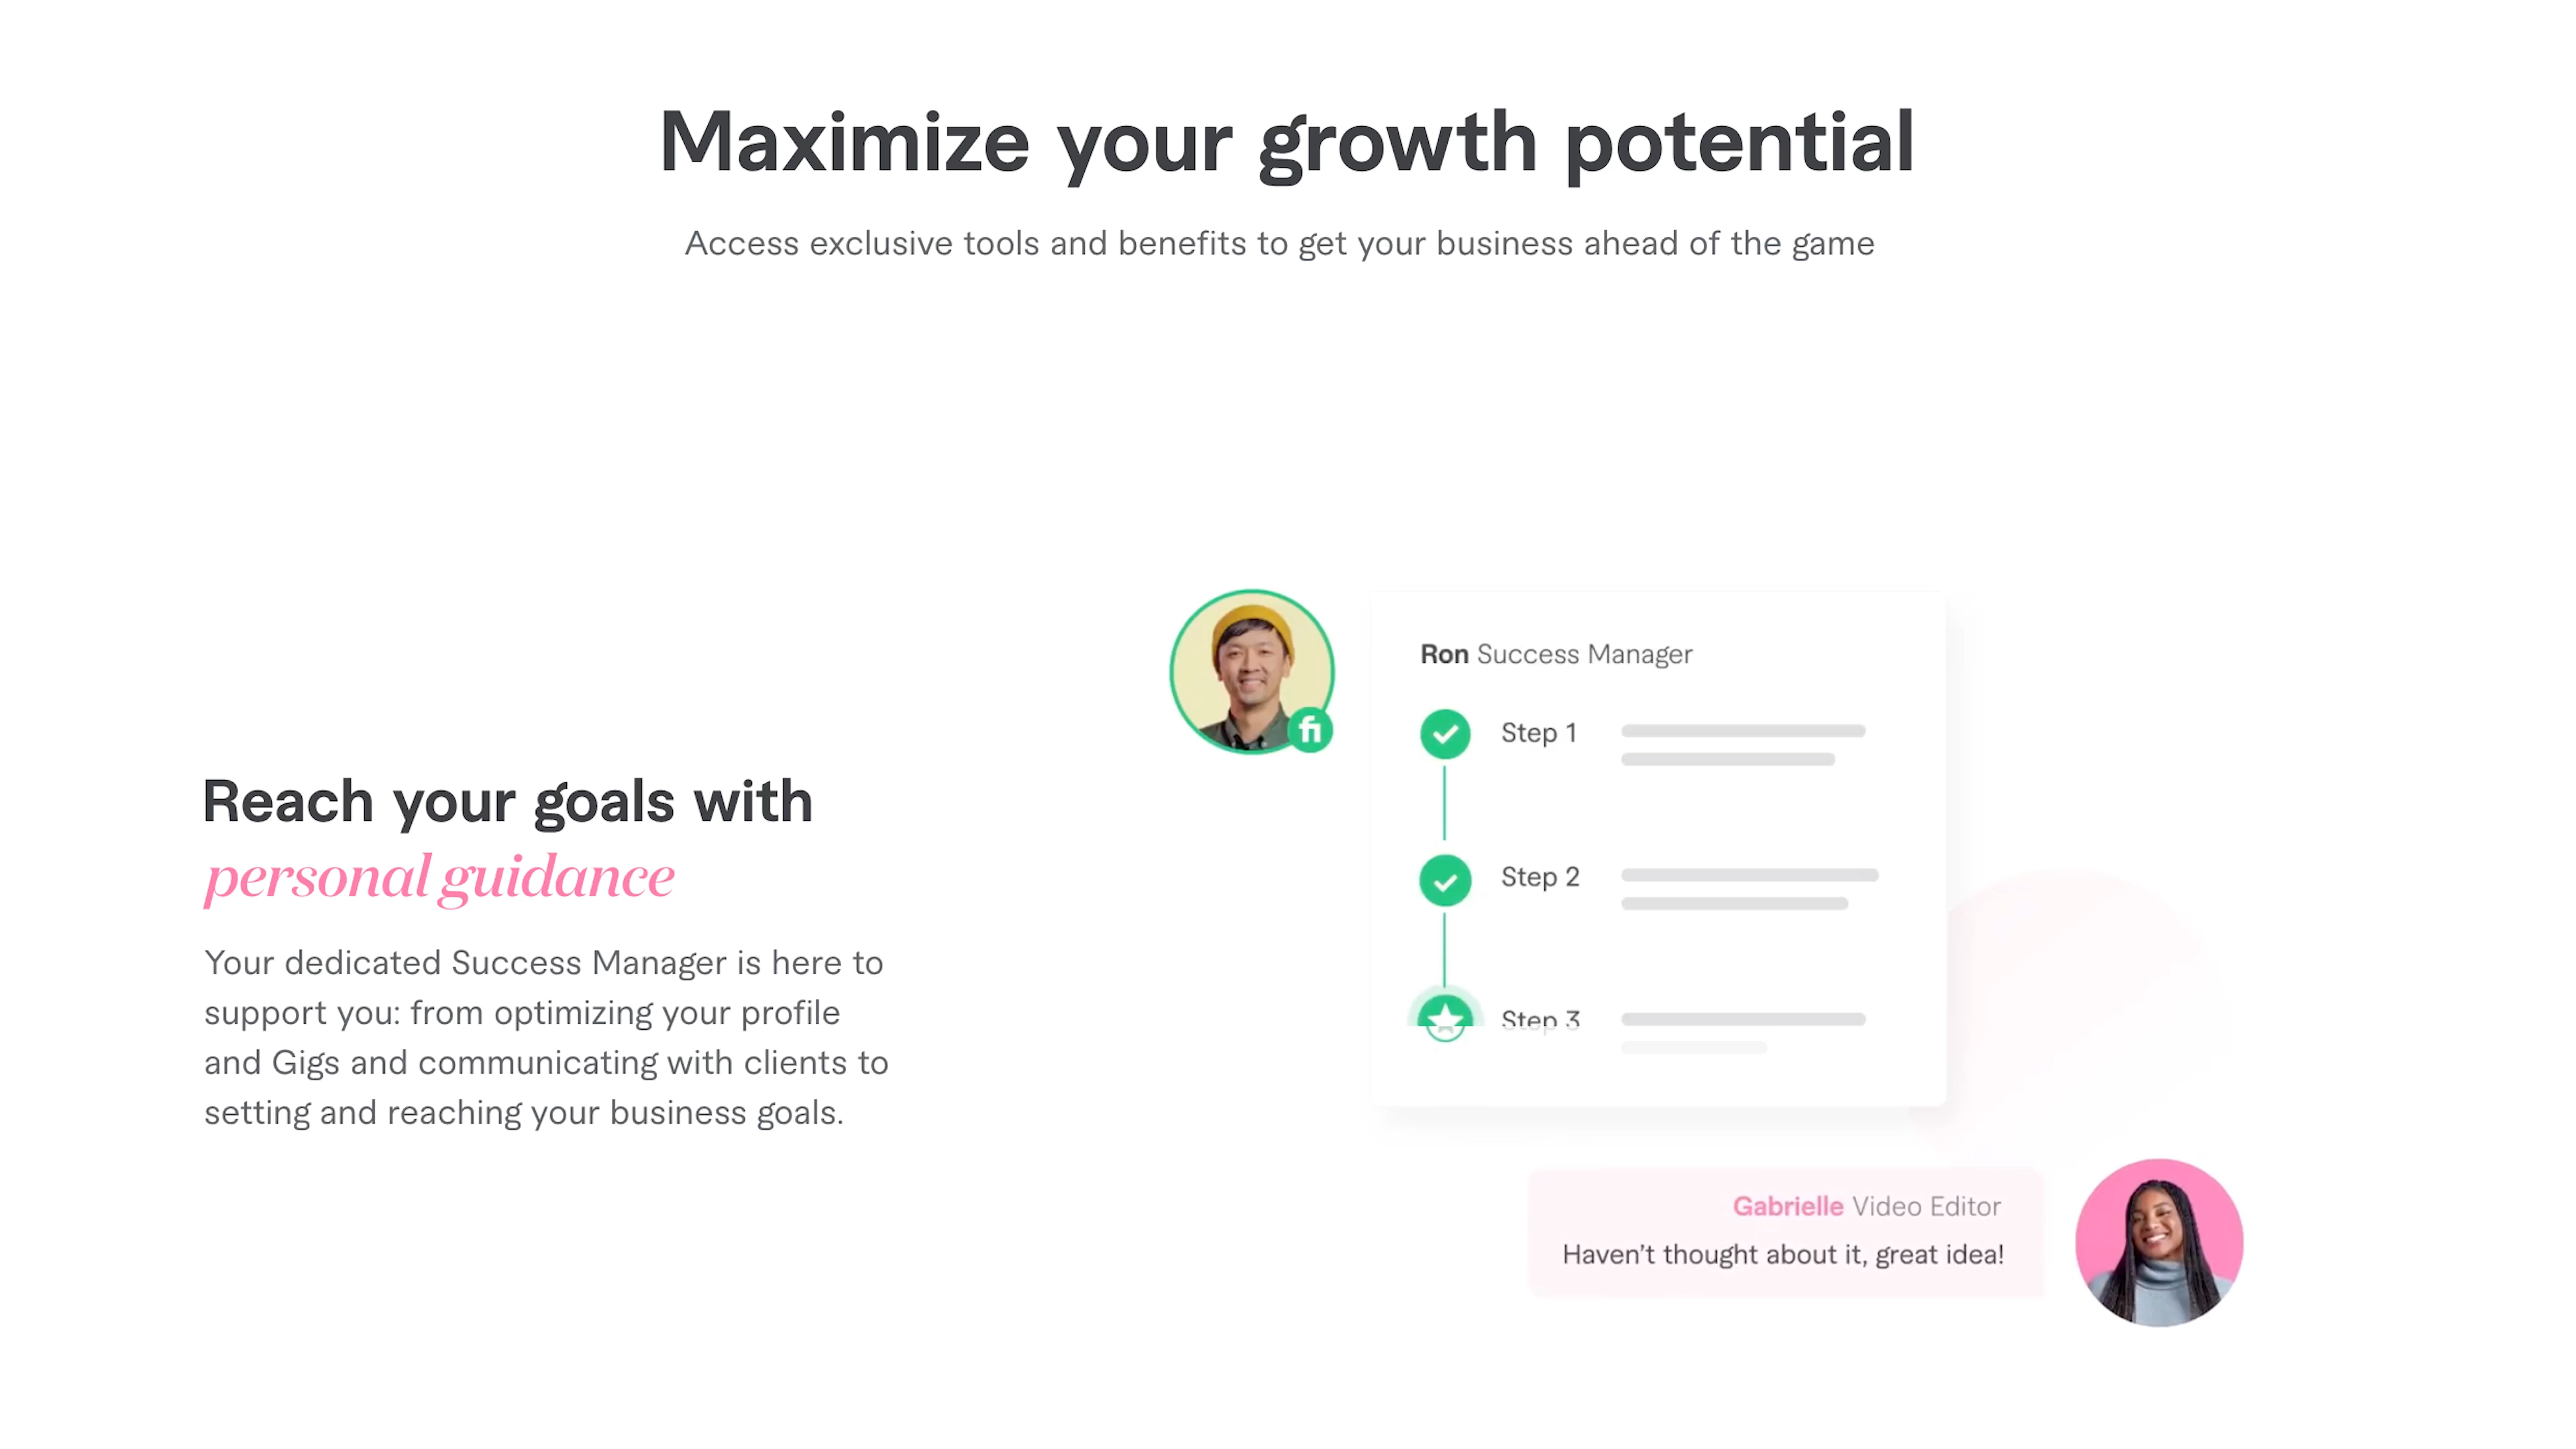 Maximize your growth potential
Access exclusive tools and benefits to get your business ahead of the game
Reach your goals with
personal guidance
Your dedicated Success Manager is here to
support you: from optimizing your profile
and Gigs and communicating with clients to
setting and reaching your business goals.
fi
Ron Success Manager
Step 1
Step 2
Step 3
Gabrielle Video Editor
Haven’t thought about it, great idea!